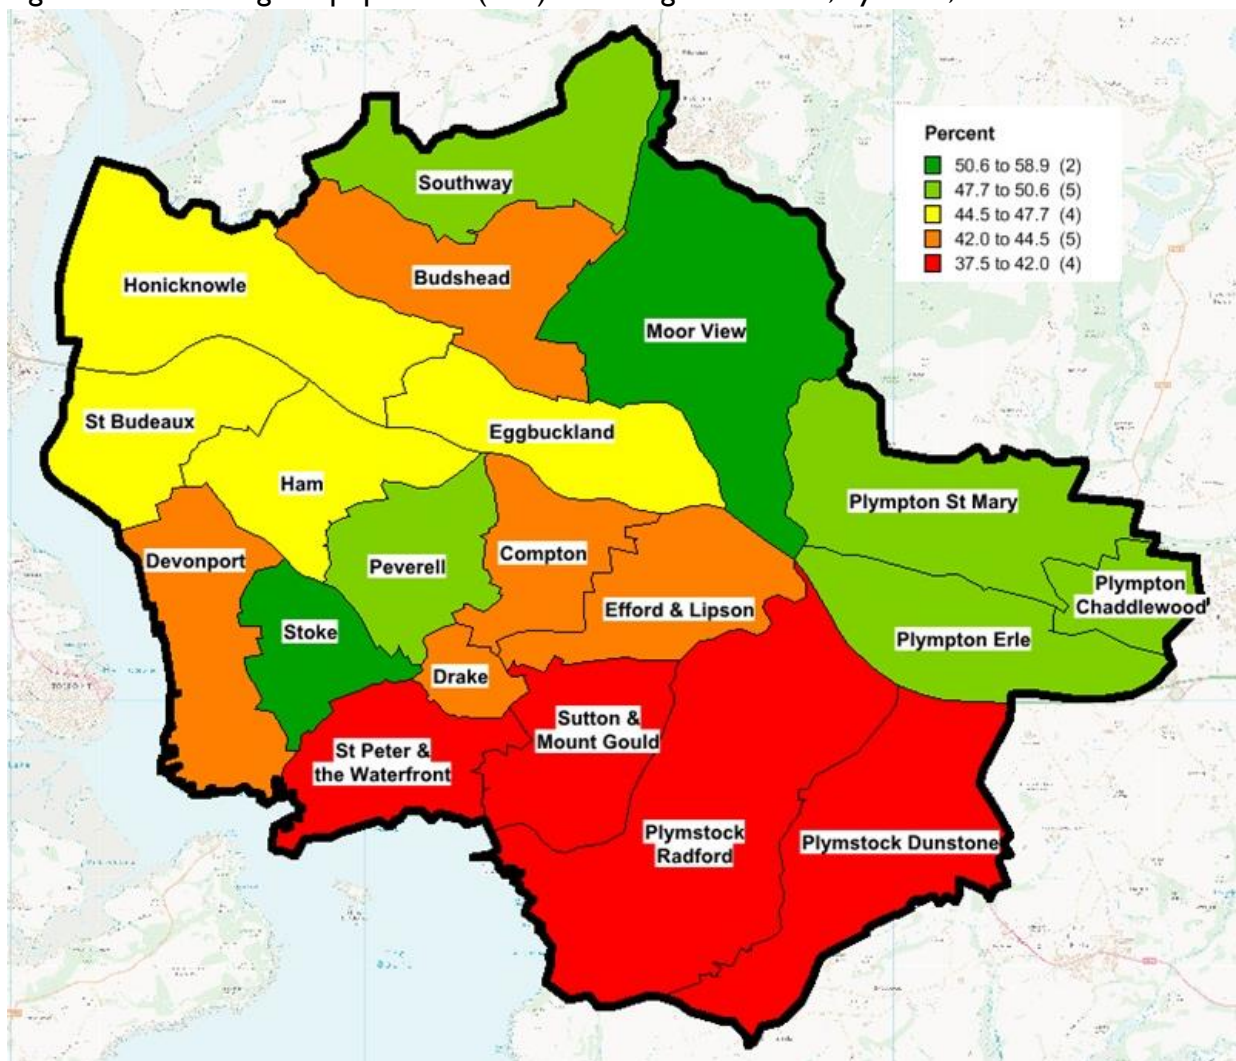 Southway
Budshead
Honicknowle
Moor View
St Budeaux
Eggbuckland
Ham
Plympton St Mary
Devonport
Peverell
Compton
Plympton
Chaddlewood
Efford & Lipson
Stoke
Plympton Erle
Drake
Sutton &
Mount Gould
St Peter &
the Waterfront
Plymstock
Radford
Plymstock Dunstone
Percent
50.6 to 58.9 (2)
47.7 to 50.6 (5)
44.5 to 47.7 (4)
42.0 to 44.5 (5)
37.5 to 42.0 (4)